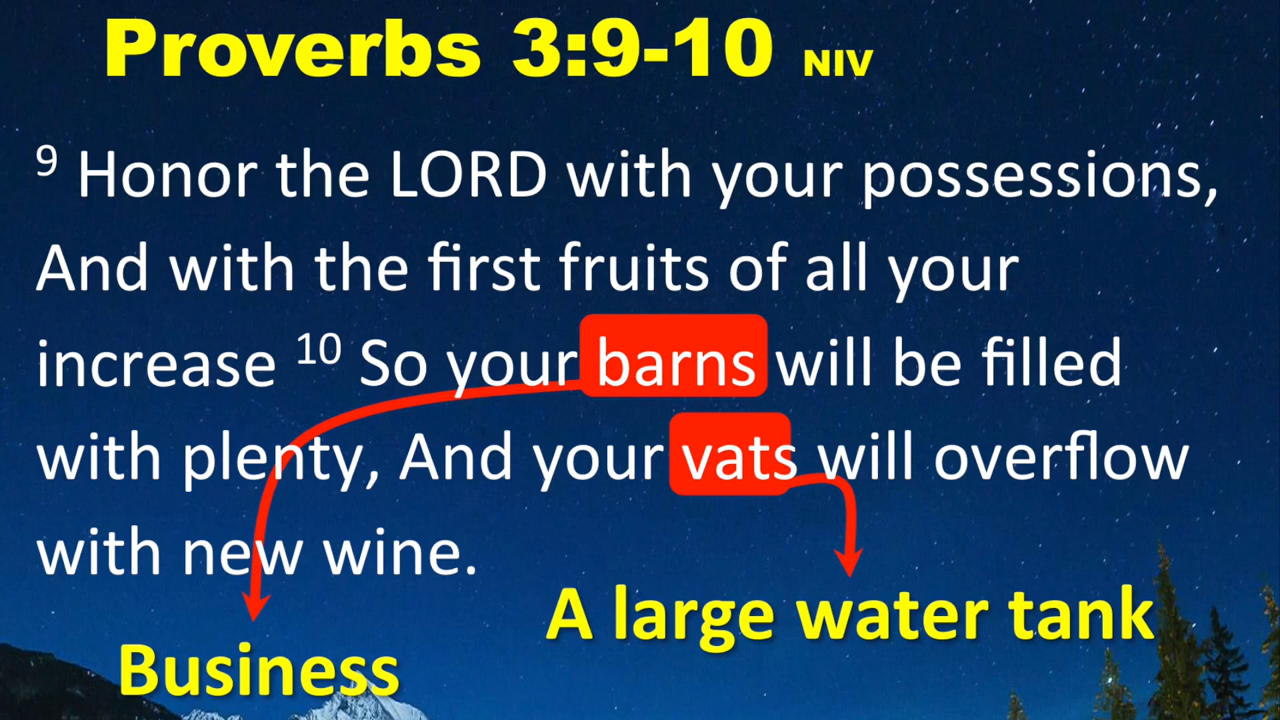 Proverbs 3:9-10 NIV
9 Honor the LORD with your possessions,
And with the first fruits of all your
increase 10 So your barns will be filled
with plenty, And your vats will overflow
with new wine.
A large water tank
Business